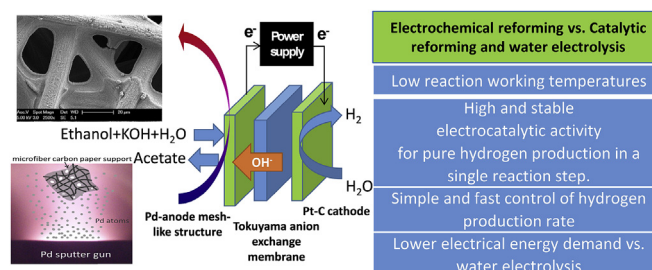 e-
Power
supply
e-
Ethanol+KOH+H2O
Acetate
OH-
H2
H2O
microfiber carbon paper support
Pd atoms
Pd sputter gun
Pd-anode mesh-
like structure
Tokuyama anion
exchange
membrane
Pt-C cathode
Electrochemical reforming vs. Catalytic
reforming and water electrolysis
Low reaction working temperatures
High and stable
electrocatalytic activity
for pure hydrogen production in a
single reaction step.
Simple and fast control of hydrogen
production rate
Lower electrical energy demand vs.
water electrolysis